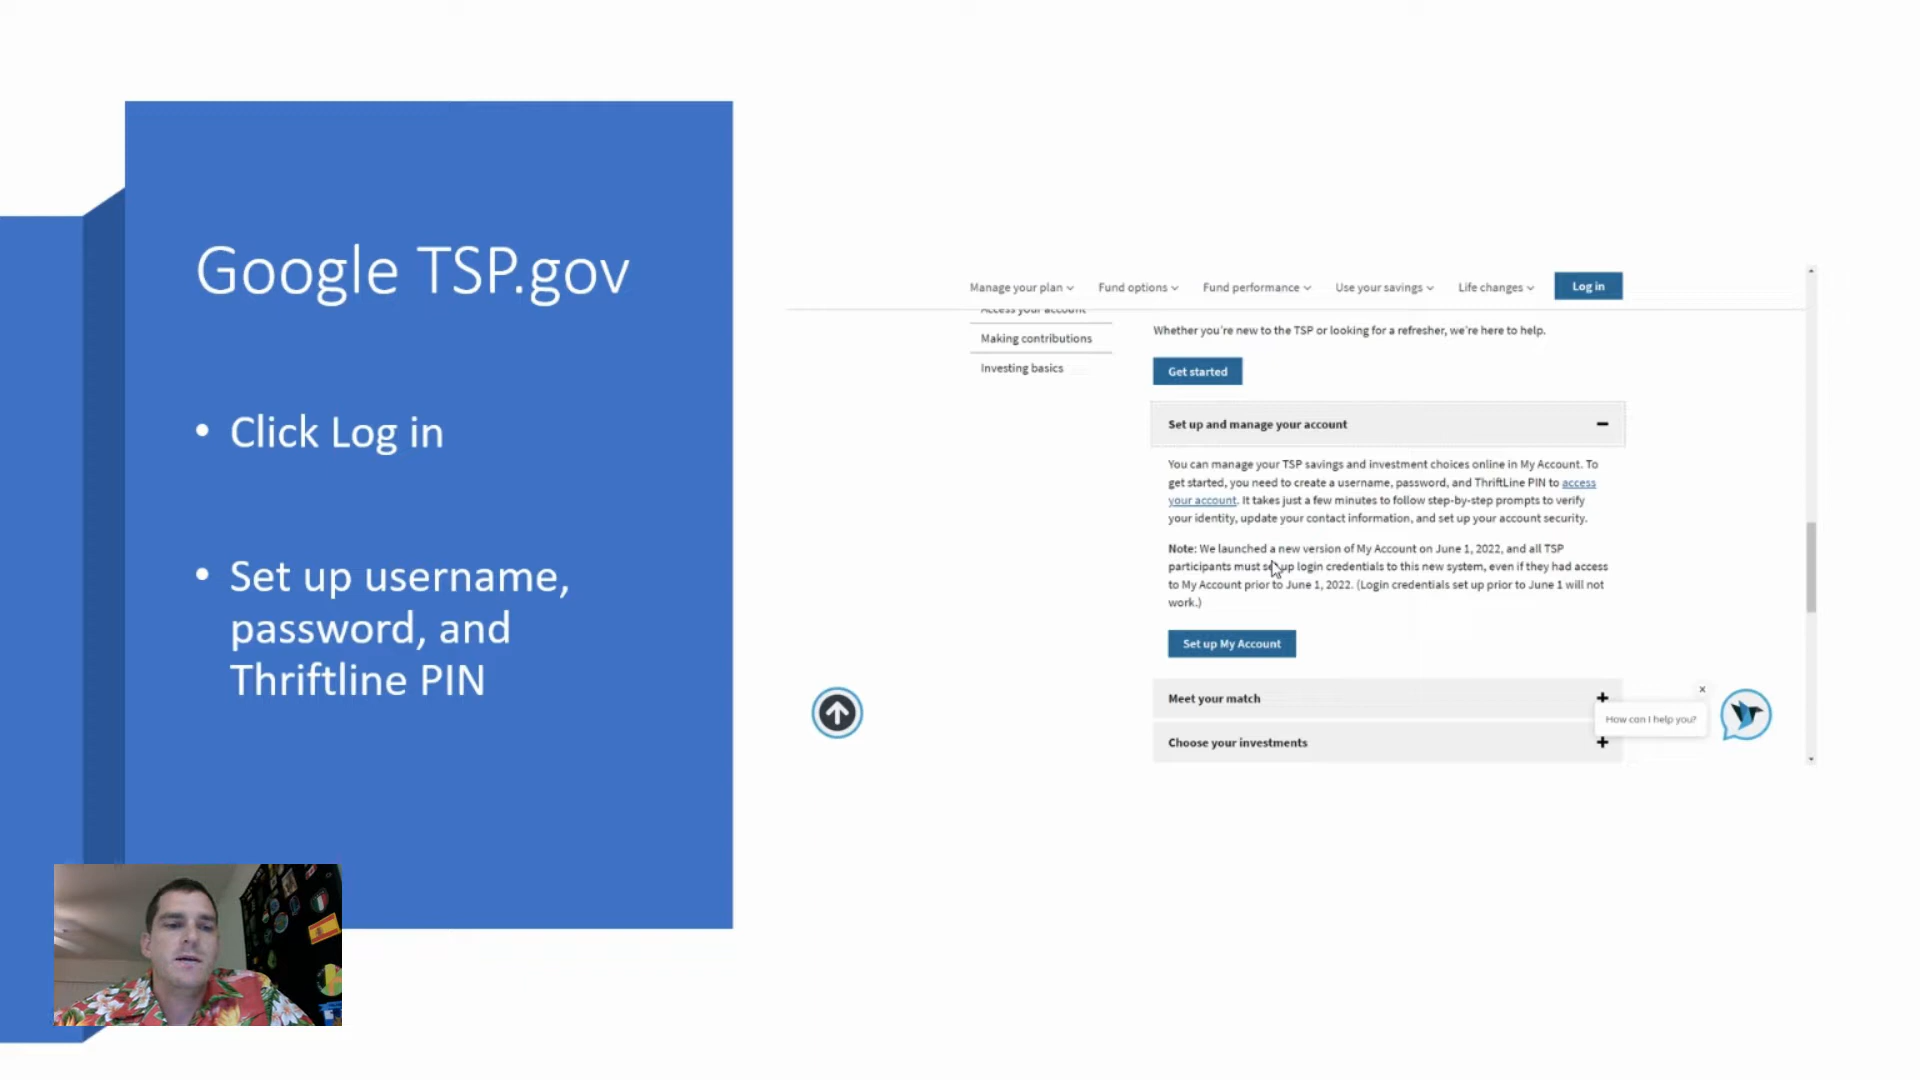 Google TSP.gov
• Click Log in
• Set up username,
password, and
Thriftline PIN
Manage your plan Fund options Fund performance Use your savings Life changes Log in
Access your account
Making contributions
Investing basics
Whether you're new to the TSP or looking for a refresher, we're here to help.
Get started
Set up and manage your account
You can manage your TSP savings and investment choices online in My Account. To
get started, you need to create a username, password, and ThriftLine PIN to access
your account. It takes just a few minutes to follow step-by-step prompts to verify
your identity, update your contact information, and set up your account security.
Note: We launched a new version of My Account on June 1, 2022, and all TSP
participants must set up login credentials to this new system, even if they had access
to My Account prior to June 1, 2022. (Login credentials set up prior to June 1 will not
work.)
Set up My Account
Meet your match
How can I help you?
Choose your investments